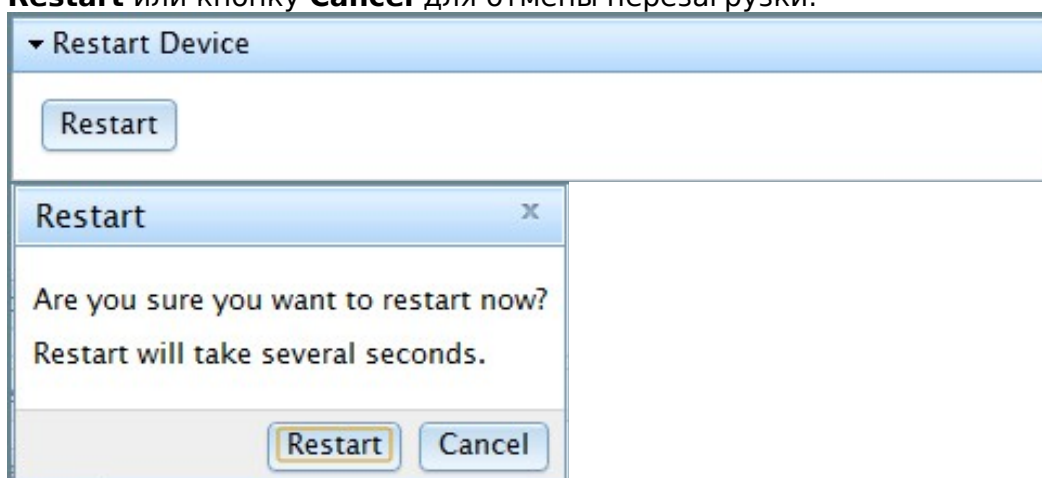 Restart или кнопку Cancel для отмены перезагрузки.
Restart Device
Restart
Restart x
Are you sure you want to restart now?
Restart will take several seconds.
Restart Cancel